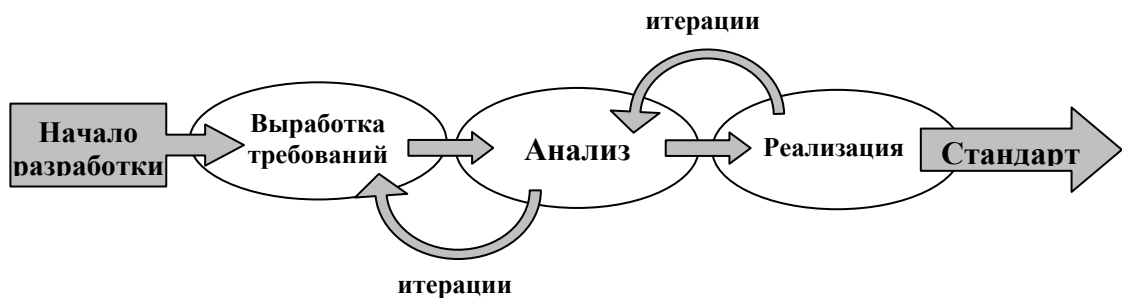 итерации
Начало
разработки
Выработка
требований
Анализ
Реализация
Стандарт
итерации